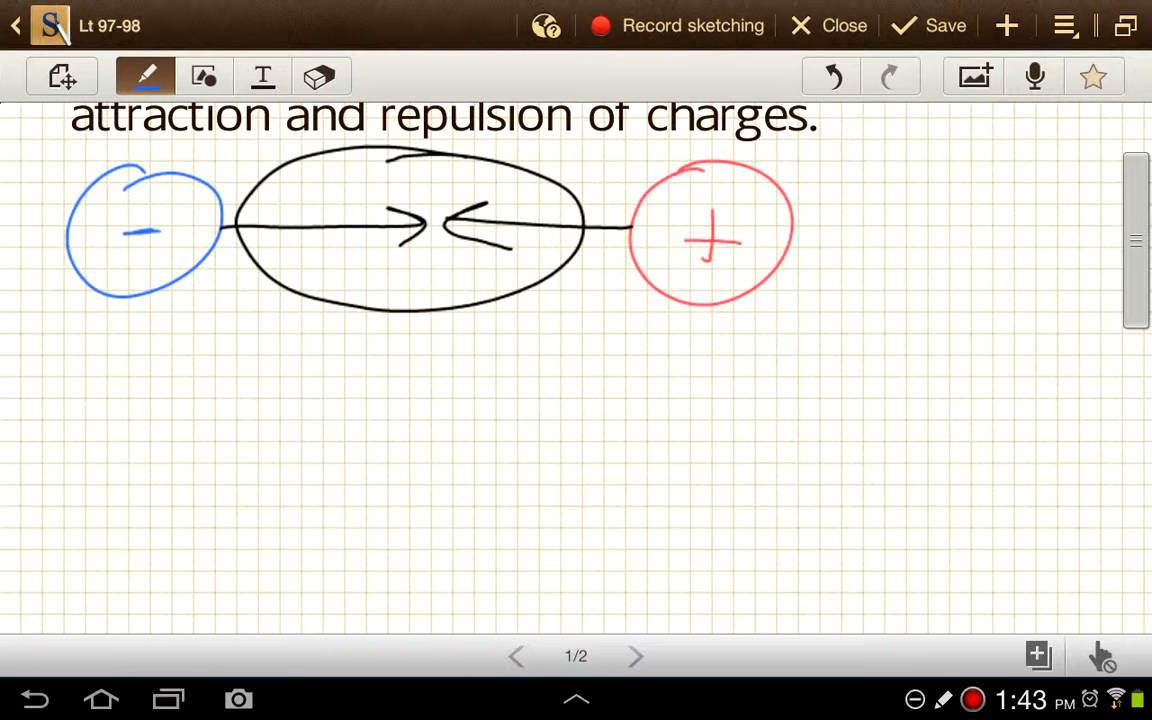 S Lt 97-98
Record sketching Close Save
T
attraction and repulsion of charges.
- +
1/2
1:43 PM